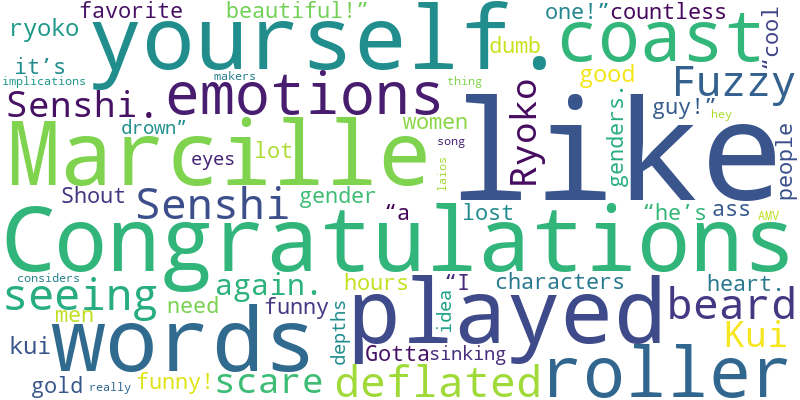 favorite beautiful!” one!” countless
ryoko yourself. dumb coast “cool
it’s
implications makers thing good Fuzzy
Senshi. emotions like guy!”
drown” women hey
Marcille eyes lot song Ryoko genders. people
laios
Shout Senshi gender “a lost “he’s ass AMV
Congratulations
considers seeing again. hours “I characters heart.
men need funny played beard
words depths idea Kui
kui Gotta sinking
gold really funny! scare deflated roller